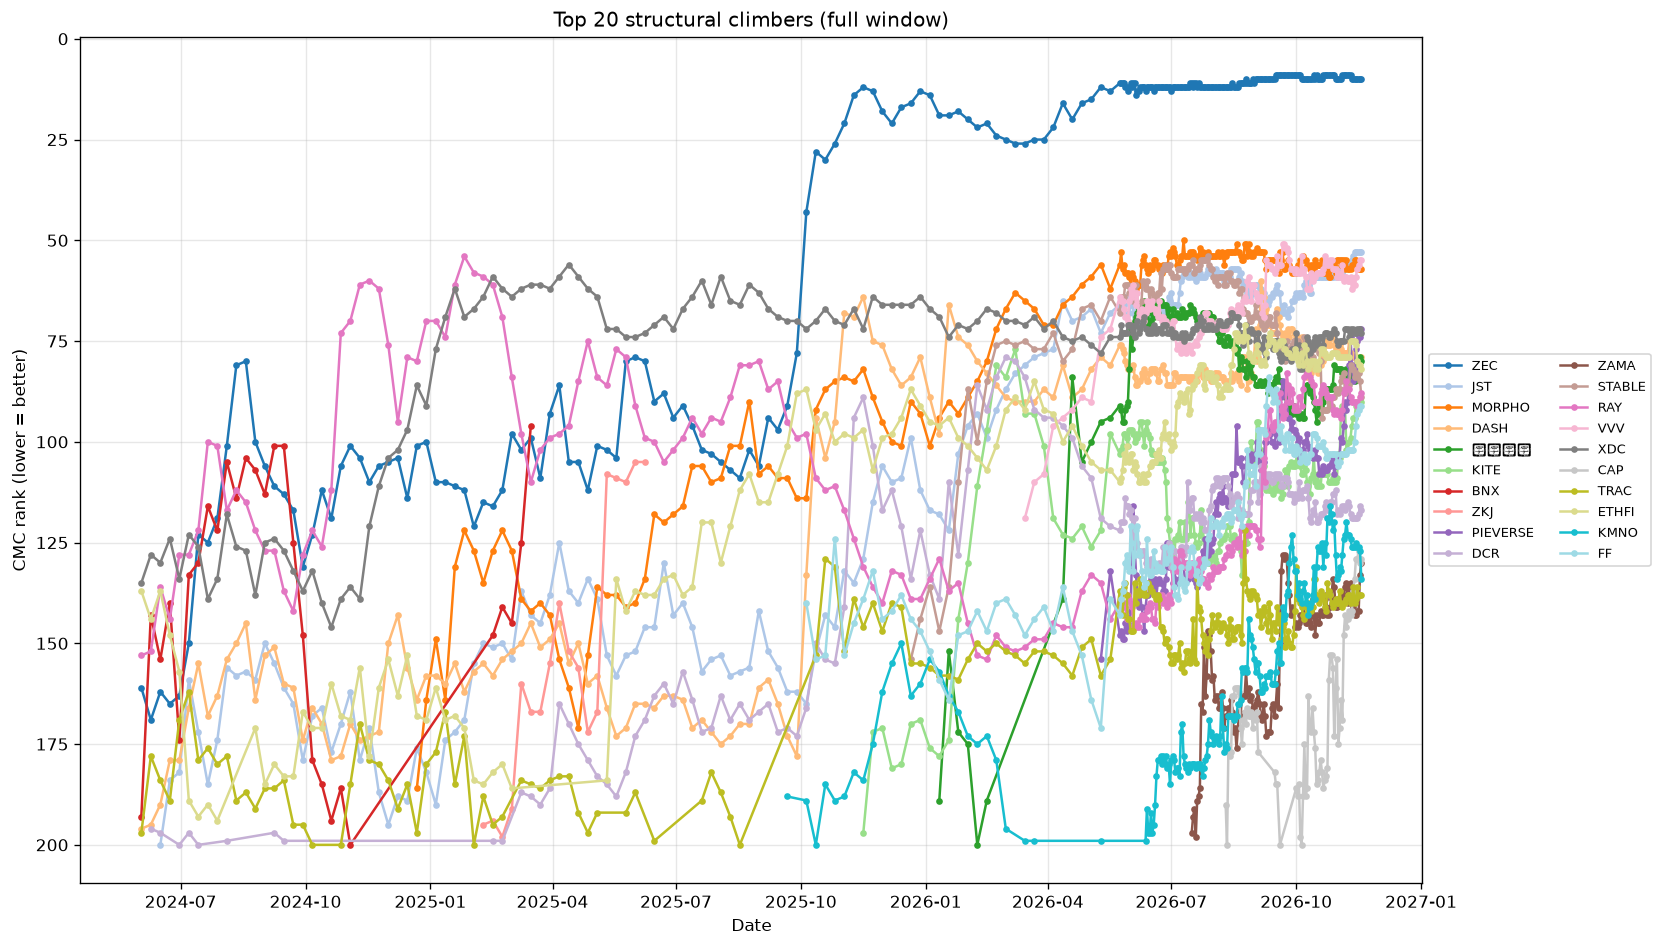 Top 20 structural climbers (full window)
0
25
50
75
100
125
150
175
200
CMC rank (lower = better)
2024-07
2024-10
2025-01
2025-04
2025-07
2025-10
2026-01
2026-04
2026-07
2026-10
2027-01
Date
ZEC
JST
MORPHO
DASH
KITE
BNX
ZKJ
PIEVERSE
DCR
ZAMA
STABLE
RAY
VVV
XDC
CAP
TRAC
ETHFI
KMNO
FF